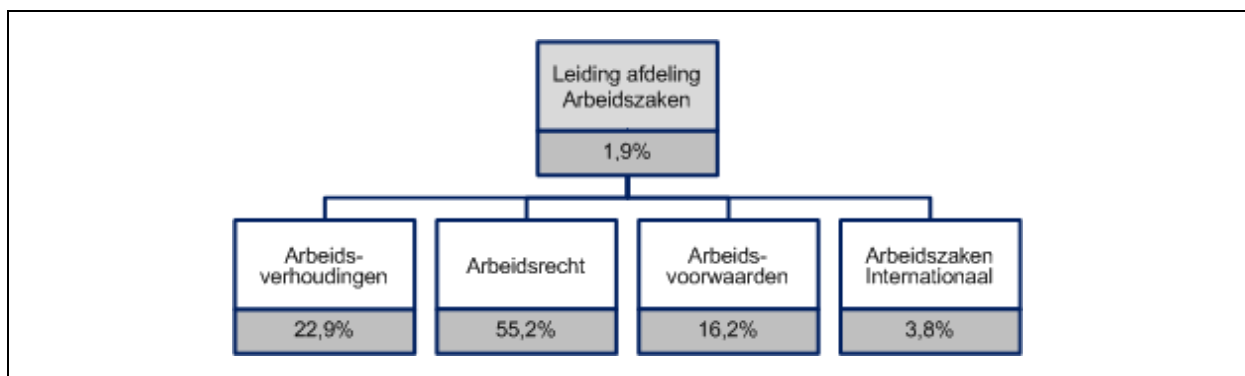 Leiding afdeling
Arbeidszaken
1,9%
Arbeids-
verhoudingen
22,9%
Arbeidsrecht
55,2%
Arbeids-
voorwaarden
16,2%
Arbeidszaken
Internationaal
3,8%